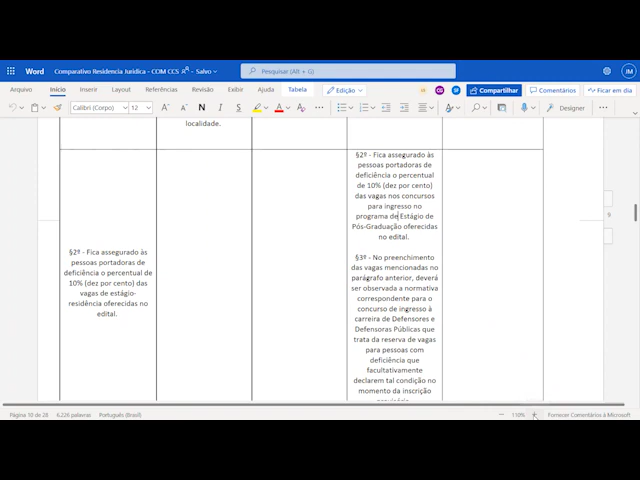 Word Comparativo Residencia Jurídica - COM CCS - Salvo Pesquisar (Alt + G) IM
Arquivo Início Inserir Layout Referências Revisão Exibir Ajuda Tabela Edição Compartilhar Comentários Ficar em dia
Calibri (Corpo) 12 N I S A Designer
localidade.
§2º - Fica assegurado às
pessoas portadoras de
deficiência o percentual de
10% (dez por cento) das
vagas de estágio-
residência oferecidas no
edital.
§2º - Fica assegurado às
pessoas portadoras de
deficiência o percentual
de 10% (dez por cento)
das vagas nos concursos
para ingresso no
programa de Estágio de
Pós-Graduação oferecidas
no edital.
§3º - No preenchimento
das vagas mencionadas no
parágrafo anterior, deverá
ser observada a normativa
correspondente para o
concurso de ingresso à
carreira de Defensores e
Defensoras Públicas que
trata da reserva de vagas
para pessoas com
deficiência que
facultativamente
declarem tal condição no
momento da inscrição
9
Página 10 de 28 6.226 palavras Português (Brasil) 110% Fornecer Comentários à Microsoft